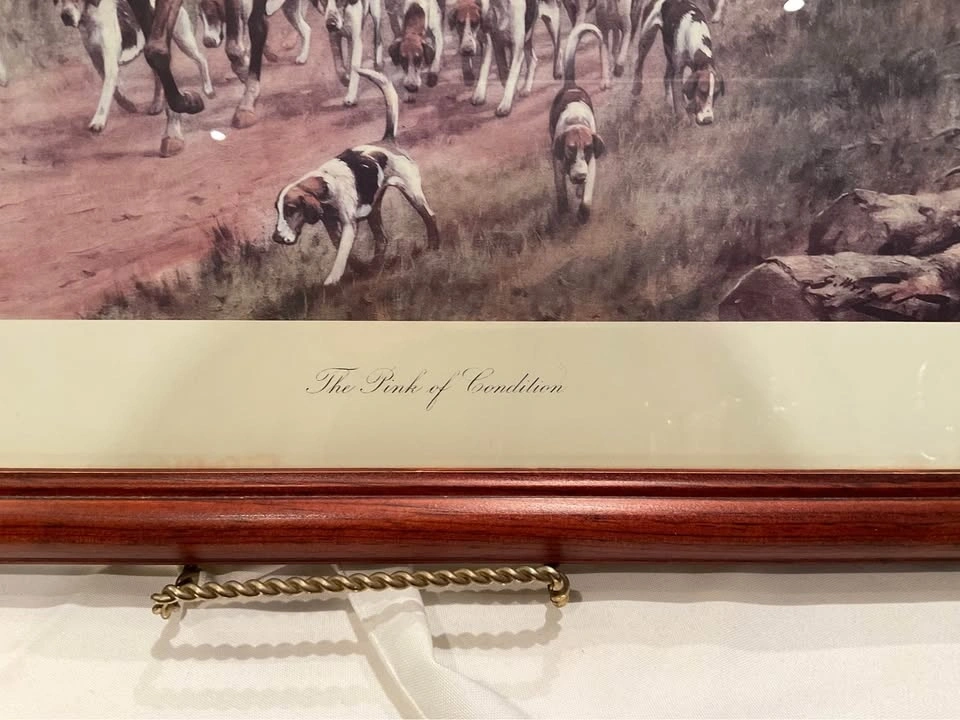 The Pink of Condition